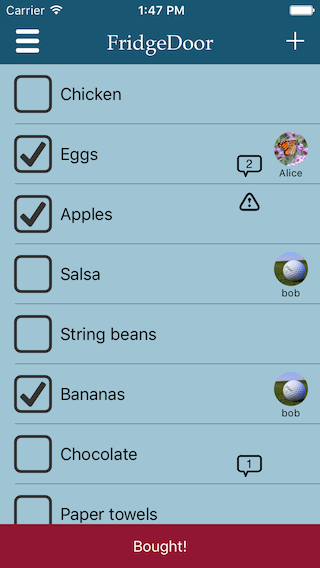 Carrier 1:47 PM
FridgeDoor
Chicken
Eggs 2 Alice
Apples
Salsa bob
String beans
Bananas bob
Chocolate 1
Paper towels
Bought!